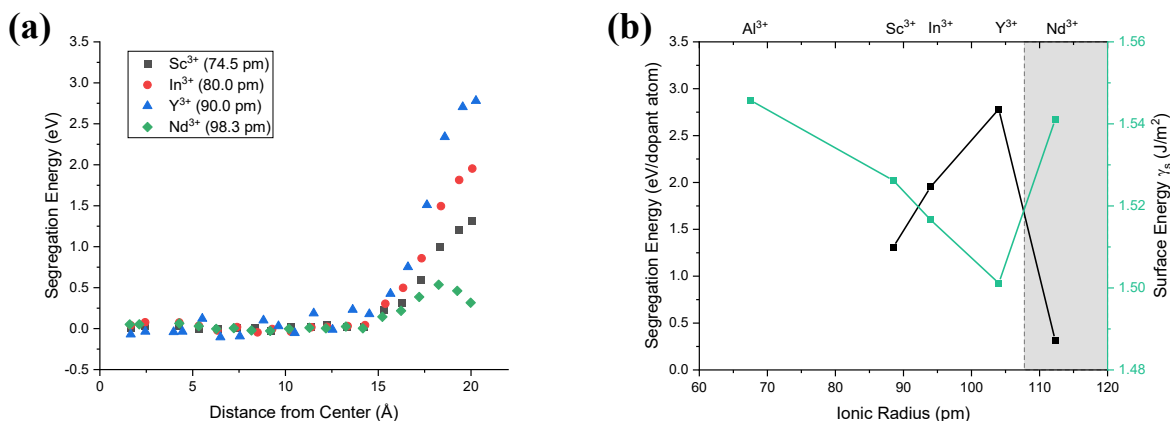 (a)
3.5
3.0
2.5
2.0
1.5
1.0
0.5
0.0
-0.5
Segregation Energy (eV)
Sc³⁺ (74.5 pm)
In³⁺ (80.0 pm)
Y³⁺ (90.0 pm)
Nd³⁺ (98.3 pm)
0 5 10 15 20
Distance from Center (Å)
(b)
Al³⁺ Sc³⁺ In³⁺ Y³⁺ Nd³⁺
3.5
3.0
2.5
2.0
1.5
1.0
0.5
0.0
Segregation Energy (eV/dopant atom)
60 70 80 90 100 110 120
Ionic Radius (pm)
1.56
1.54
1.52
1.50
1.48
Surface Energy γₛ (J/m²)